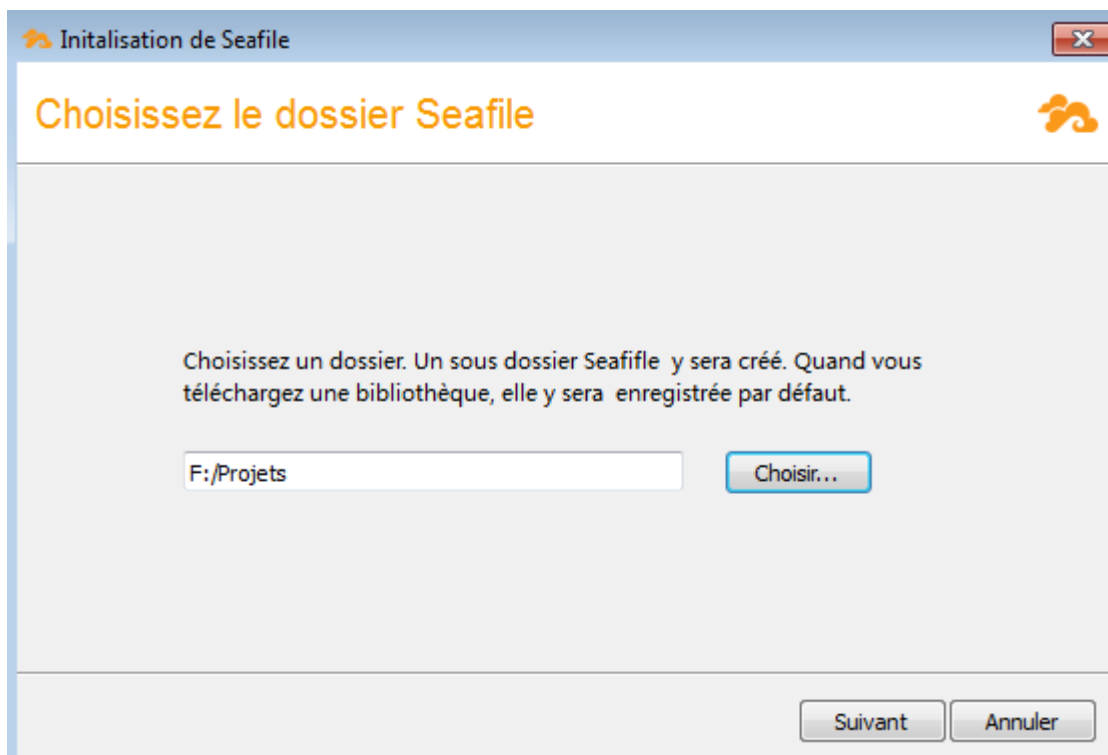 Initalisation de Seafile
Choisissez le dossier Seafile
Choisissez un dossier. Un sous dossier Seafifle  y sera créé. Quand vous
téléchargez une bibliothèque, elle y sera  enregistrée par défaut.
F:/Projets
Choisir...
Suivant
Annuler